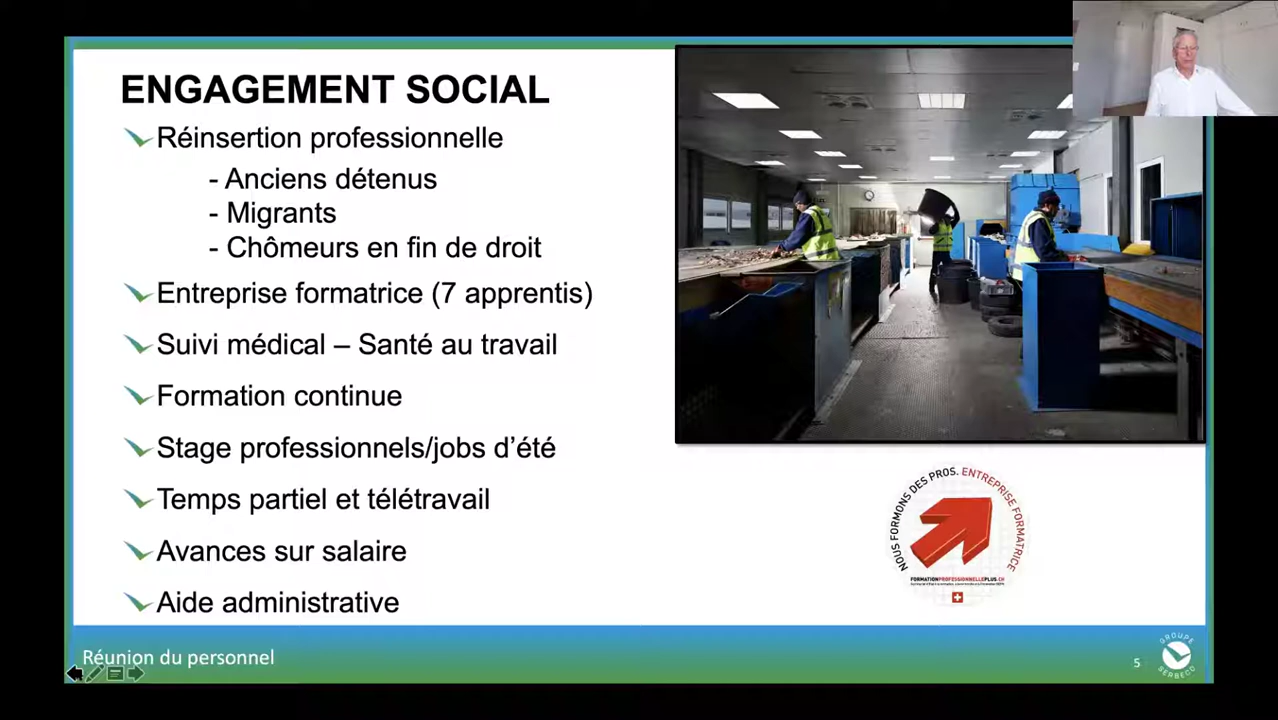 ENGAGEMENT SOCIAL
Réinsertion professionnelle
- Anciens détenus
- Migrants
- Chômeurs en fin de droit
Entreprise formatrice (7 apprentis)
Suivi médical – Santé au travail
Formation continue
Stage professionnels/jobs d’été
Temps partiel et télétravail
Avances sur salaire
Aide administrative
NOUS FORMONS DES PROS. ENTREPRISE FORMATRICE
FORMATIONPROFESSIONNELLEPLUS.CH
Réunion du personnel
5
GROUPE
SERBECO